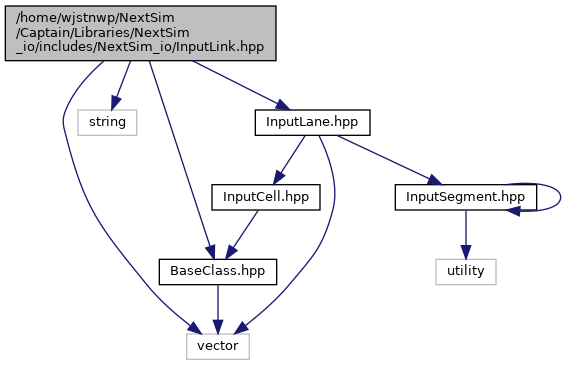 /home/wjstnwp/NextSim
/Captain/Libraries/NextSim
_io/includes/NextSim_io/InputLink.hpp
string
InputLane.hpp
InputCell.hpp
InputSegment.hpp
BaseClass.hpp
utility
vector